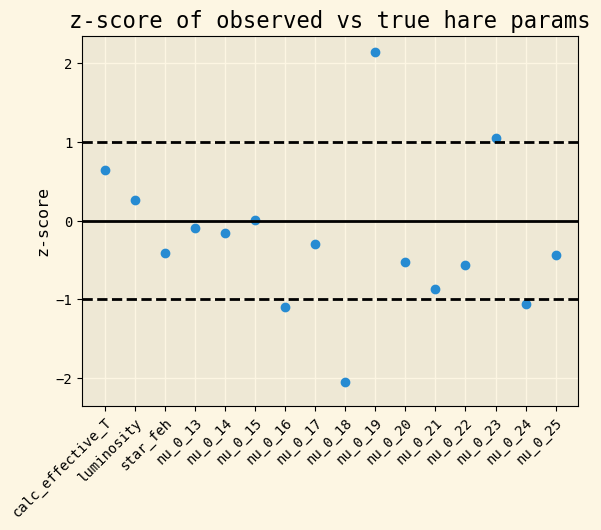 z-score of observed vs true hare params
z-score
2
1
0
−1
−2
calc_effective_T
luminosity
star_feh
nu_0_13
nu_0_14
nu_0_15
nu_0_16
nu_0_17
nu_0_18
nu_0_19
nu_0_20
nu_0_21
nu_0_22
nu_0_23
nu_0_24
nu_0_25